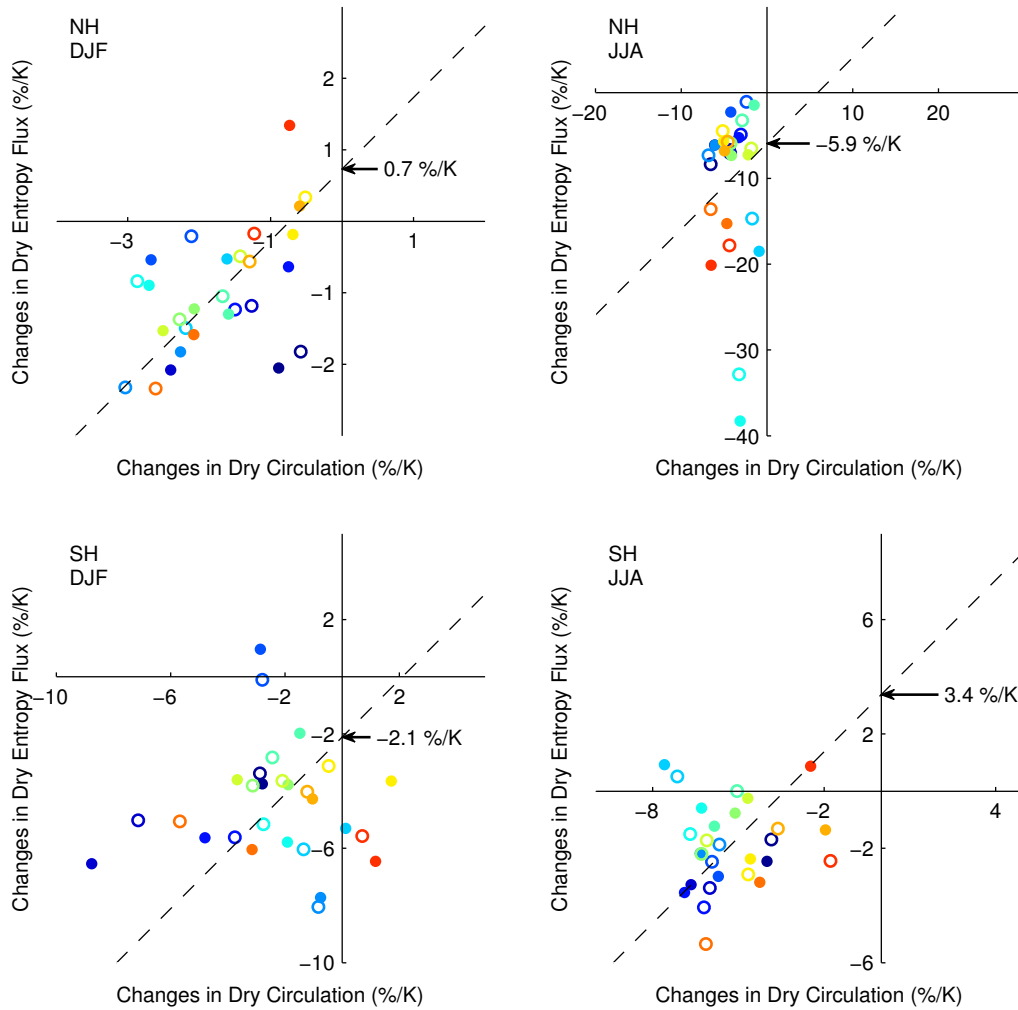 NH
DJF
2
1
0.7 %/K
−3
−1
1
−1
−2
Changes in Dry Entropy Flux (%/K)
Changes in Dry Circulation (%/K)
NH
JJA
−20
−10
10
20
−5.9 %/K
−10
−20
−30
−40
Changes in Dry Entropy Flux (%/K)
Changes in Dry Circulation (%/K)
SH
DJF
2
−10
−6
−2
2
−2
−2.1 %/K
−6
−10
Changes in Dry Entropy Flux (%/K)
Changes in Dry Circulation (%/K)
SH
JJA
6
3.4 %/K
2
−8
−2
4
−2
−6
Changes in Dry Entropy Flux (%/K)
Changes in Dry Circulation (%/K)